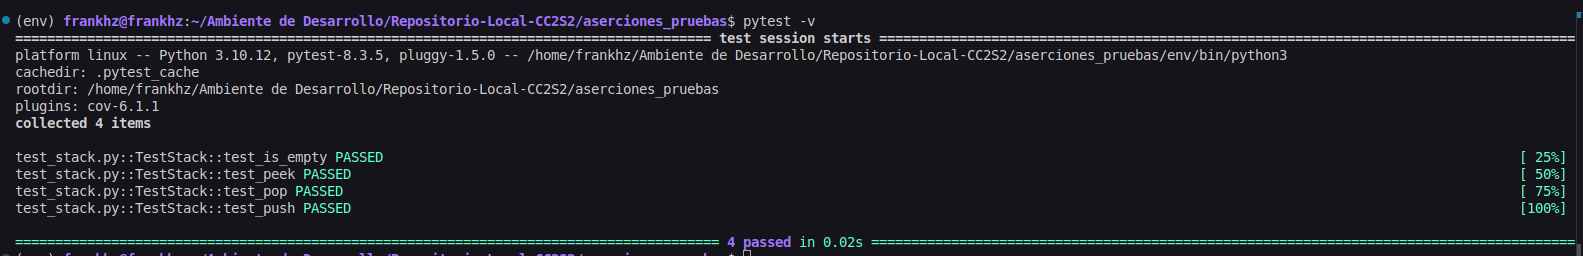 (env) frankhz@frankhz:~/Ambiente de Desarrollo/Repositorio-Local-CC2S2/aserciones_pruebas$ pytest -v
======================================================================================= test session starts =======================================================================================
platform linux -- Python 3.10.12, pytest-8.3.5, pluggy-1.5.0 -- /home/frankhz/Ambiente de Desarrollo/Repositorio-Local-CC2S2/aserciones_pruebas/env/bin/python3
cachedir: .pytest_cache
rootdir: /home/frankhz/Ambiente de Desarrollo/Repositorio-Local-CC2S2/aserciones_pruebas
plugins: cov-6.1.1
collected 4 items
test_stack.py::TestStack::test_is_empty PASSED [ 25%]
test_stack.py::TestStack::test_peek PASSED [ 50%]
test_stack.py::TestStack::test_pop PASSED [ 75%]
test_stack.py::TestStack::test_push PASSED [100%]
======================================================================================== 4 passed in 0.02s ========================================================================================